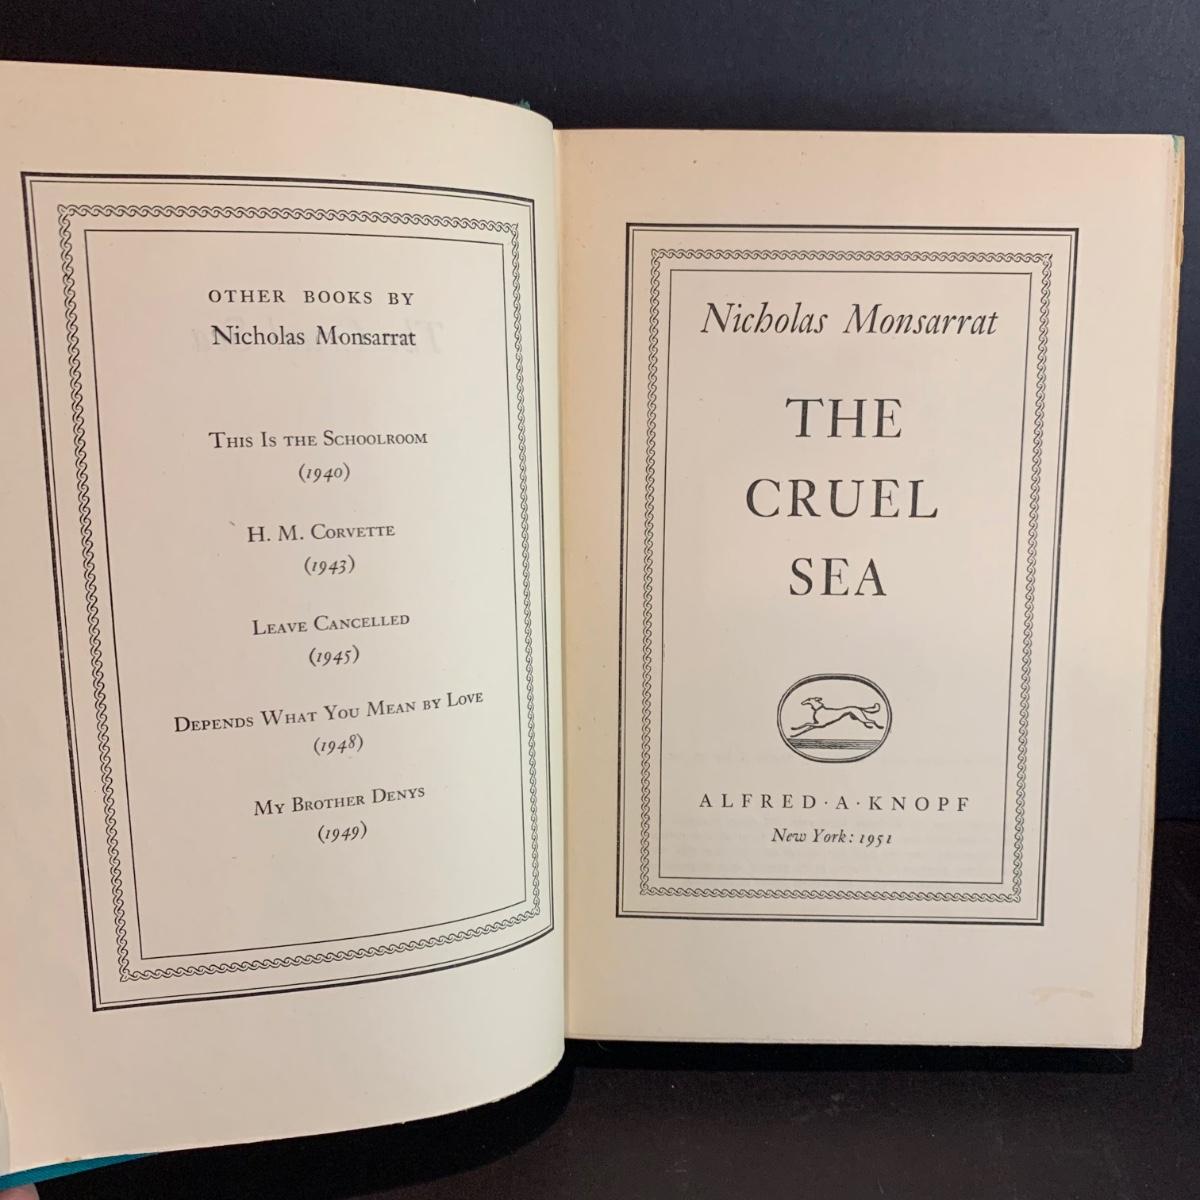 OTHER BOOKS BY
Nicholas Monsarrat
This Is the Schoolroom
(1940)
H. M. Corvette
(1943)
Leave Cancelled
(1945)
Depends What You Mean by Love
(1948)
My Brother Denys
(1949)
Nicholas Monsarrat
THE
CRUEL
SEA
ALFRED · A · KNOPF
New York: 1951